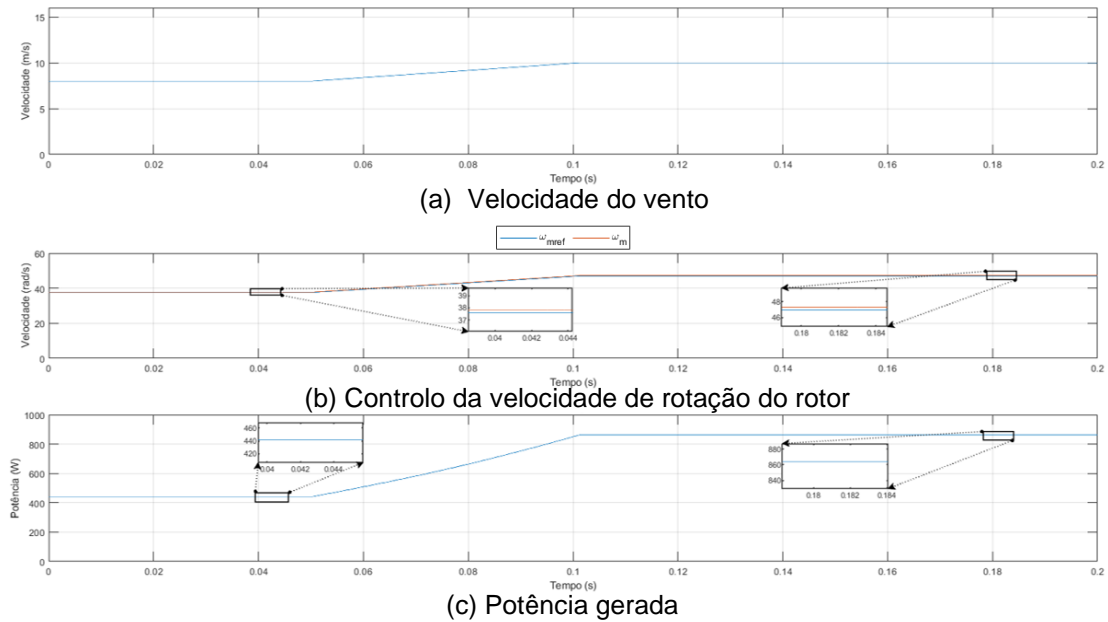 15
10
5
0
Velocidade (m/s)
0 0.02 0.04 0.06 0.08 0.1 0.12 0.14 0.16 0.18 0.2
Tempo (s)
(a) Velocidade do vento
ω_mref ω_m
60
40
20
0
Velocidade (rad/s)
39
38
37
0.04 0.042 0.044
48
46
0.18 0.182 0.184
0 0.02 0.04 0.06 0.08 0.1 0.12 0.14 0.16 0.18 0.2
Tempo (s)
(b) Controlo da velocidade de rotação do rotor
1000
800
600
400
200
0
Potência (W)
460
440
420
0.04 0.042 0.044
880
860
840
0.18 0.182 0.184
0 0.02 0.04 0.06 0.08 0.1 0.12 0.14 0.16 0.18 0.2
Tempo (s)
(c) Potência gerada